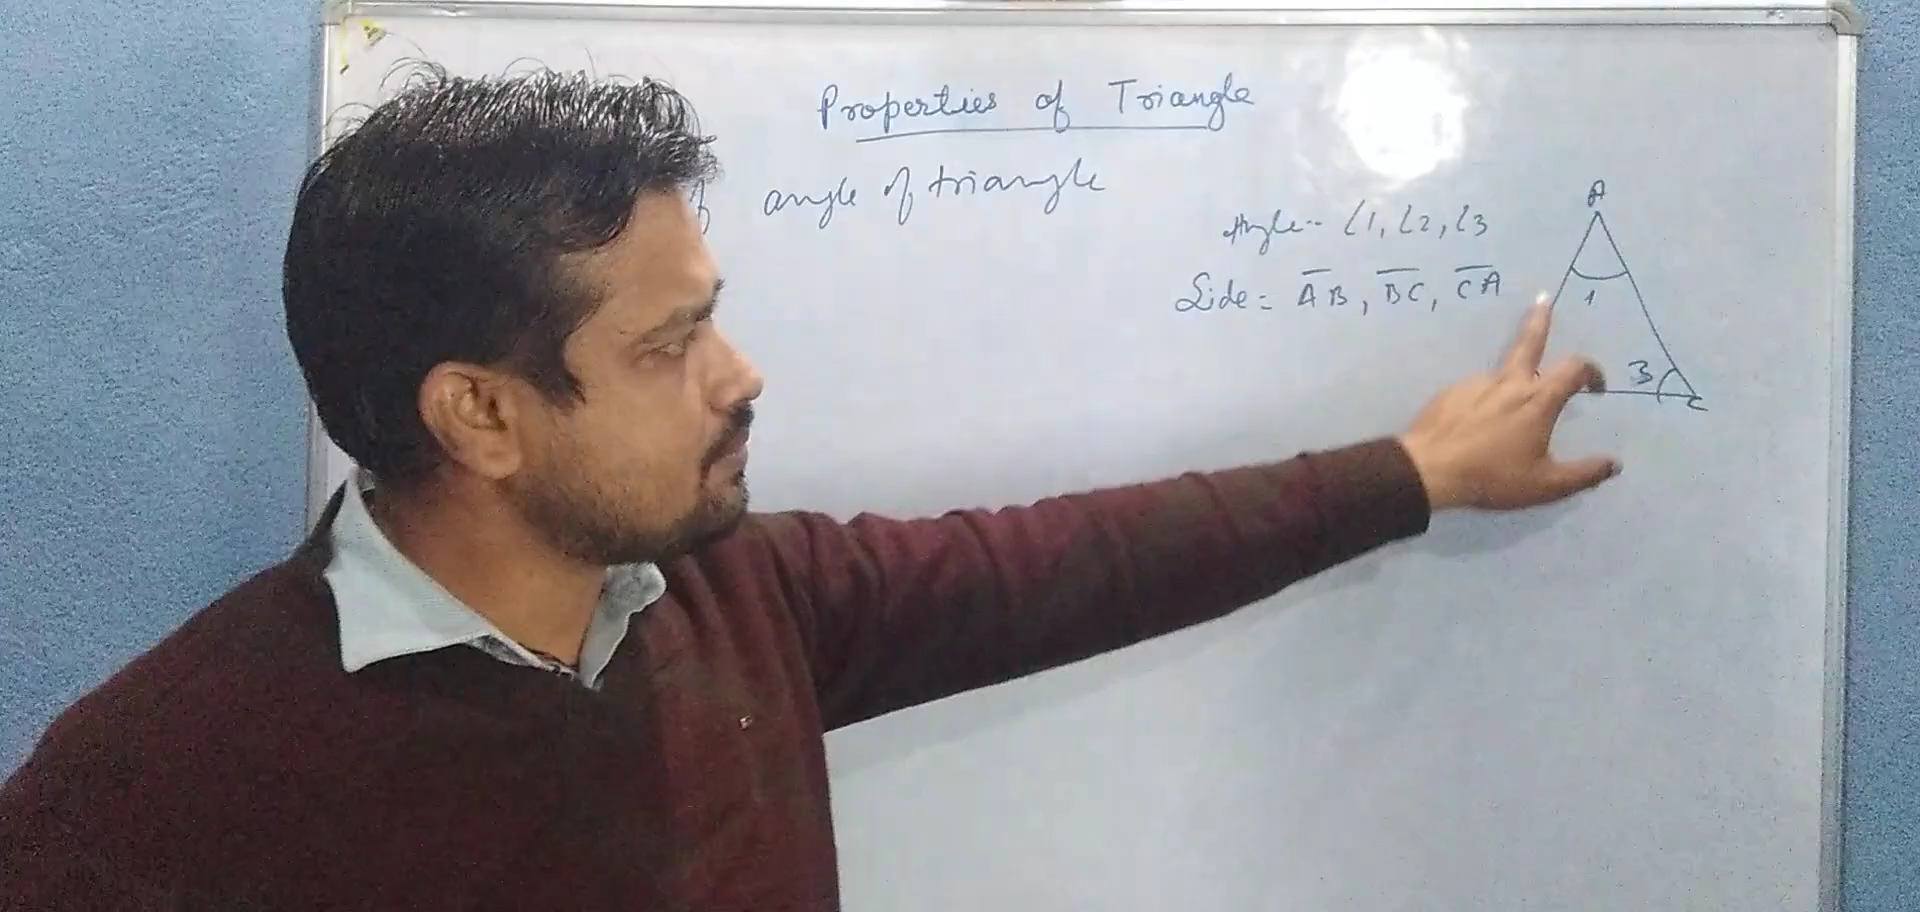 Properties of Triangle
f angle of triangle
Angle = ∠1, ∠2, ∠3
Side = AB, BC, CA
A
1
3
C